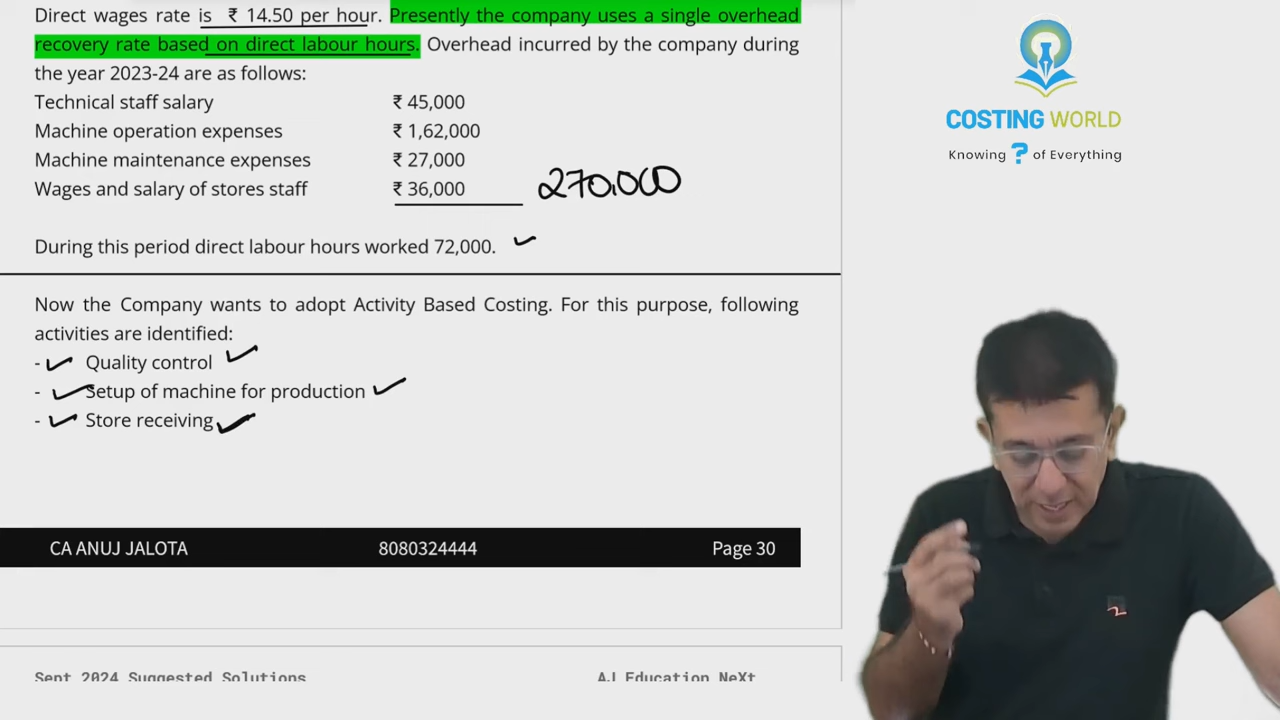 Direct wages rate is ₹ 14.50 per hour. Presently the company uses a single overhead
recovery rate based on direct labour hours. Overhead incurred by the company during
the year 2023-24 are as follows:
Technical staff salary ₹ 45,000
Machine operation expenses ₹ 1,62,000
Machine maintenance expenses ₹ 27,000
Wages and salary of stores staff ₹ 36,000 270,000
During this period direct labour hours worked 72,000.
Now the Company wants to adopt Activity Based Costing. For this purpose, following
activities are identified:
- Quality control
- Setup of machine for production
- Store receiving
CA ANUJ JALOTA 8080324444 Page 30
Sept 2024 Suggested Solutions AJ Education NeXt
COSTING WORLD
Knowing ? of Everything